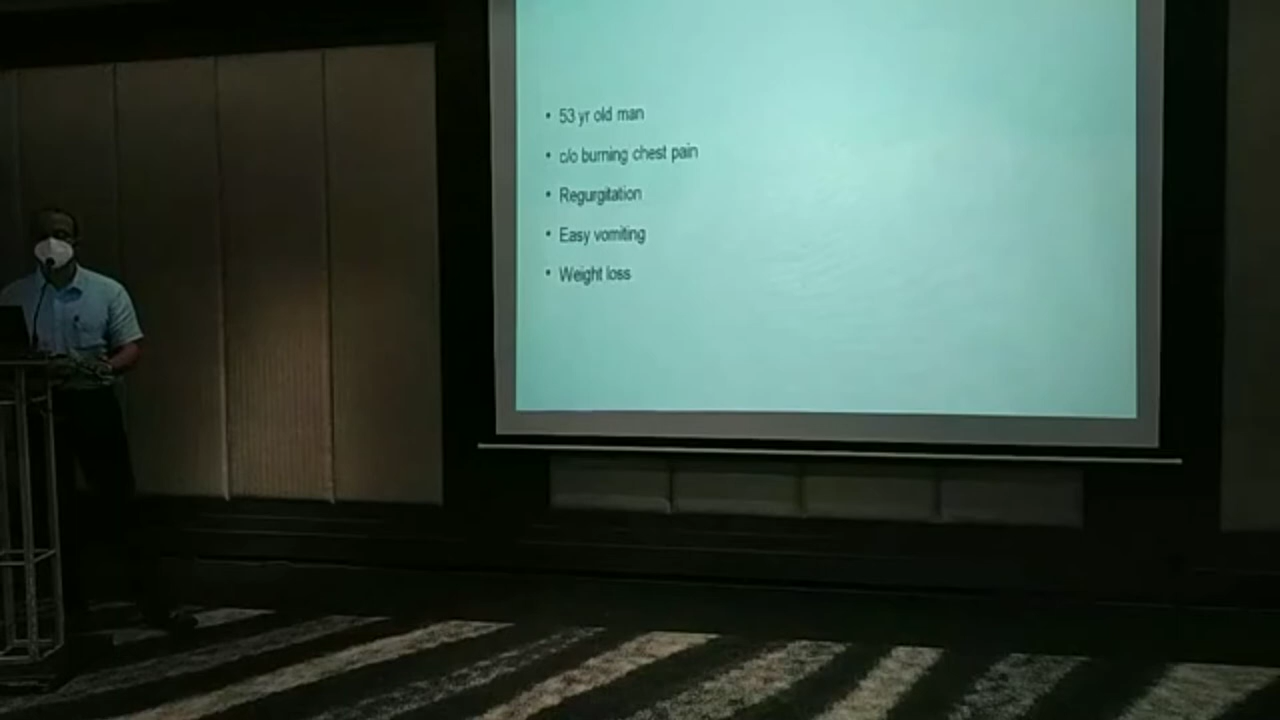 • 53 yr old man
• c/o burning chest pain
• Regurgitation
• Easy vomiting
• Weight loss